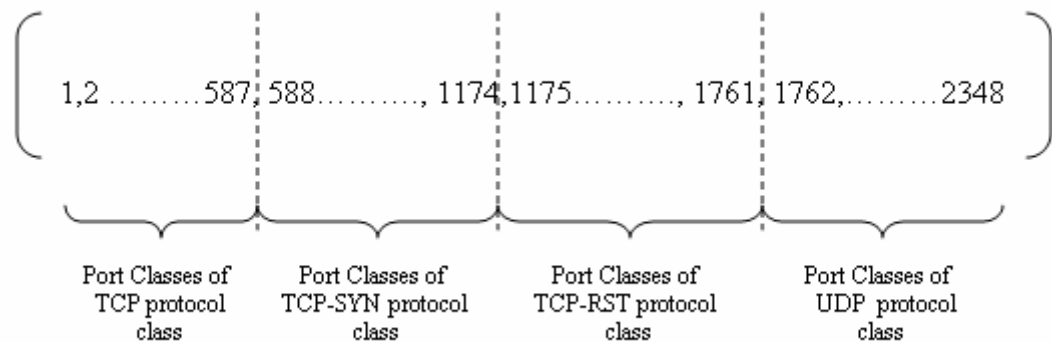 1,2 ………587, 588………., 1174,1175………., 1761, 1762,………2348
Port Classes of
TCP protocol
class
Port Classes of
TCP-SYN protocol
class
Port Classes of
TCP-RST protocol
class
Port Classes of
UDP protocol
class